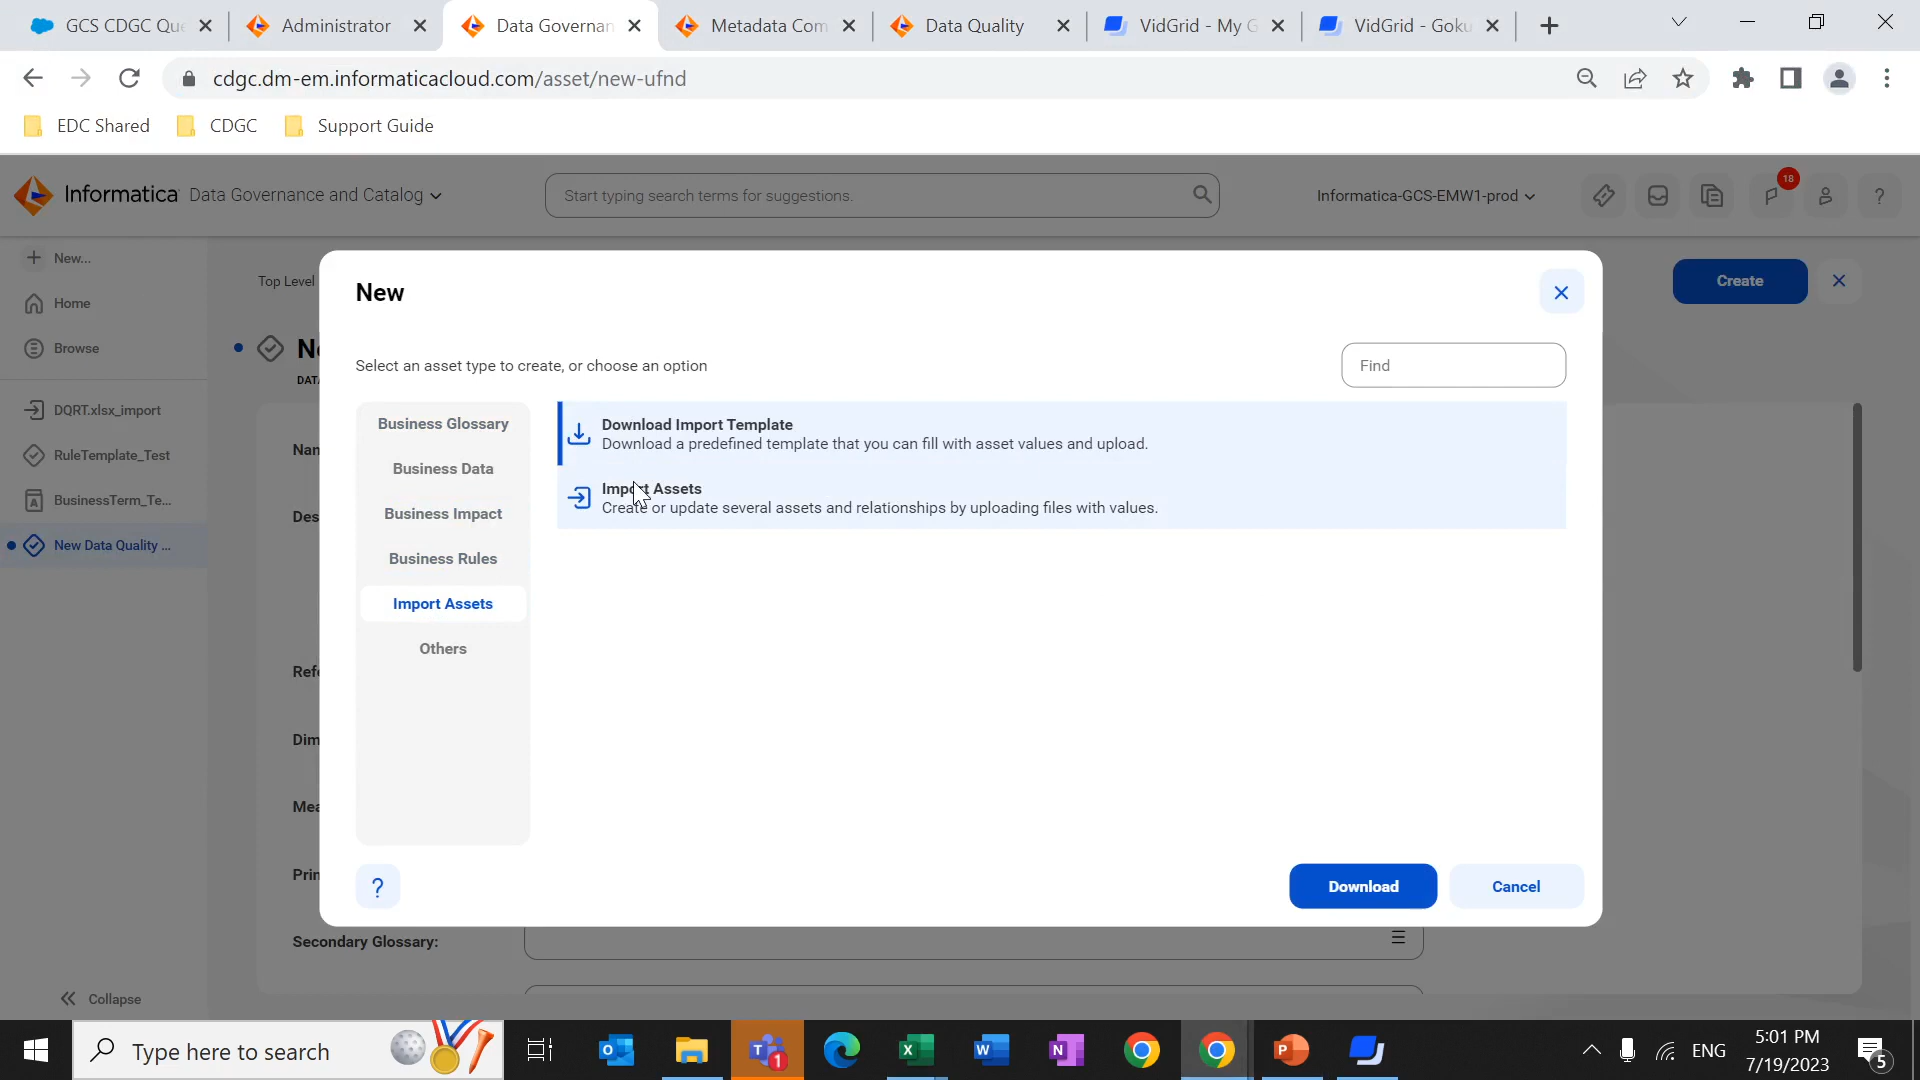 GCS CDGC Que
Administrator
Data Governan
Metadata Com
Data Quality
VidGrid - My G
VidGrid - Goku
cdgc.dm-em.informaticacloud.com/asset/new-ufnd
EDC Shared
CDGC
Support Guide
Informatica Data Governance and Catalog
Start typing search terms for suggestions.
Informatica-GCS-EMW1-prod
18
?
New...
Home
Browse
DQRT.xlsx_import
RuleTemplate_Test
BusinessTerm_Te...
New Data Quality ...
Collapse
Top Level
Create
DATA
Secondary Glossary:
New
Select an asset type to create, or choose an option
Find
Business Glossary
Business Data
Business Impact
Business Rules
Import Assets
Others
Download Import Template
Download a predefined template that you can fill with asset values and upload.
Import Assets
Create or update several assets and relationships by uploading files with values.
?
Download
Cancel
Type here to search
1
ENG
5:01 PM
7/19/2023
5